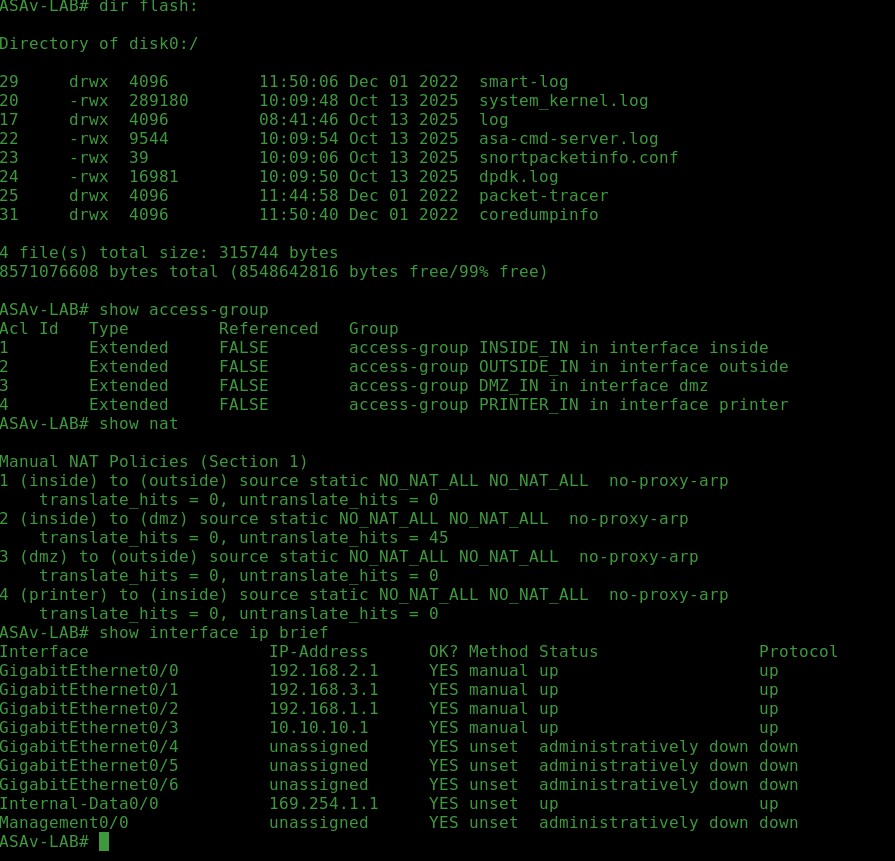 ASAv-LAB# dir flash:
Directory of disk0:/
29     drwx  4096         11:50:06 Dec 01 2022  smart-log
20     -rwx  289180       10:09:48 Oct 13 2025  system_kernel.log
17     drwx  4096         08:41:46 Oct 13 2025  log
22     -rwx  9544         10:09:54 Oct 13 2025  asa-cmd-server.log
23     -rwx  39           10:09:06 Oct 13 2025  snortpacketinfo.conf
24     -rwx  16981        10:09:50 Oct 13 2025  dpdk.log
25     drwx  4096         11:44:58 Dec 01 2022  packet-tracer
31     drwx  4096         11:50:40 Dec 01 2022  coredumpinfo
4 file(s) total size: 315744 bytes
8571076608 bytes total (8548642816 bytes free/99% free)
ASAv-LAB# show access-group
Acl Id   Type         Referenced   Group
1        Extended     FALSE        access-group INSIDE_IN in interface inside
2        Extended     FALSE        access-group OUTSIDE_IN in interface outside
3        Extended     FALSE        access-group DMZ_IN in interface dmz
4        Extended     FALSE        access-group PRINTER_IN in interface printer
ASAv-LAB# show nat
Manual NAT Policies (Section 1)
1 (inside) to (outside) source static NO_NAT_ALL NO_NAT_ALL  no-proxy-arp
    translate_hits = 0, untranslate_hits = 0
2 (inside) to (dmz) source static NO_NAT_ALL NO_NAT_ALL  no-proxy-arp
    translate_hits = 0, untranslate_hits = 45
3 (dmz) to (outside) source static NO_NAT_ALL NO_NAT_ALL  no-proxy-arp
    translate_hits = 0, untranslate_hits = 0
4 (printer) to (inside) source static NO_NAT_ALL NO_NAT_ALL  no-proxy-arp
    translate_hits = 0, untranslate_hits = 0
ASAv-LAB# show interface ip brief
Interface                  IP-Address      OK? Method Status                Protocol
GigabitEthernet0/0         192.168.2.1     YES manual up                    up
GigabitEthernet0/1         192.168.3.1     YES manual up                    up
GigabitEthernet0/2         192.168.1.1     YES manual up                    up
GigabitEthernet0/3         10.10.10.1      YES manual up                    up
GigabitEthernet0/4         unassigned      YES unset  administratively down down
GigabitEthernet0/5         unassigned      YES unset  administratively down down
GigabitEthernet0/6         unassigned      YES unset  administratively down down
Internal-Data0/0           169.254.1.1     YES unset  up                    up
Management0/0              unassigned      YES unset  administratively down down
ASAv-LAB#